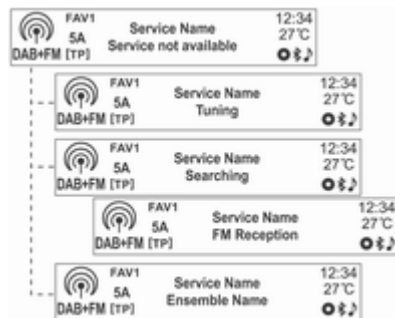 FAV1 12:34
5A Service Name 27℃
DAB+FM [TP] Service not available
FAV1 12:34
5A Service Name 27℃
DAB+FM [TP] Tuning
FAV1 12:34
5A Service Name 27℃
DAB+FM [TP] Searching
FAV1 12:34
5A Service Name 27℃
DAB+FM [TP] FM Reception
FAV1 12:34
5A Service Name 27℃
DAB+FM [TP] Ensemble Name